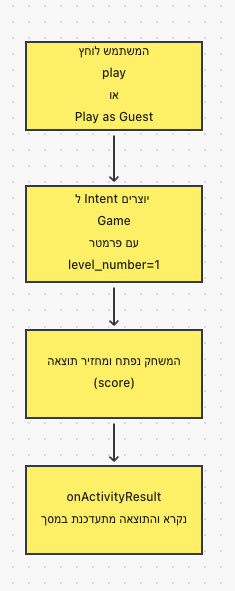 המשתמש לוחץ
play
או
Play as Guest
יוצרים Intent ל
Game
עם פרמטר
level_number=1
המשחק נפתח ומחזיר תוצאה
(score)
onActivityResult
נקרא והתוצאה מתעדכנת במסך